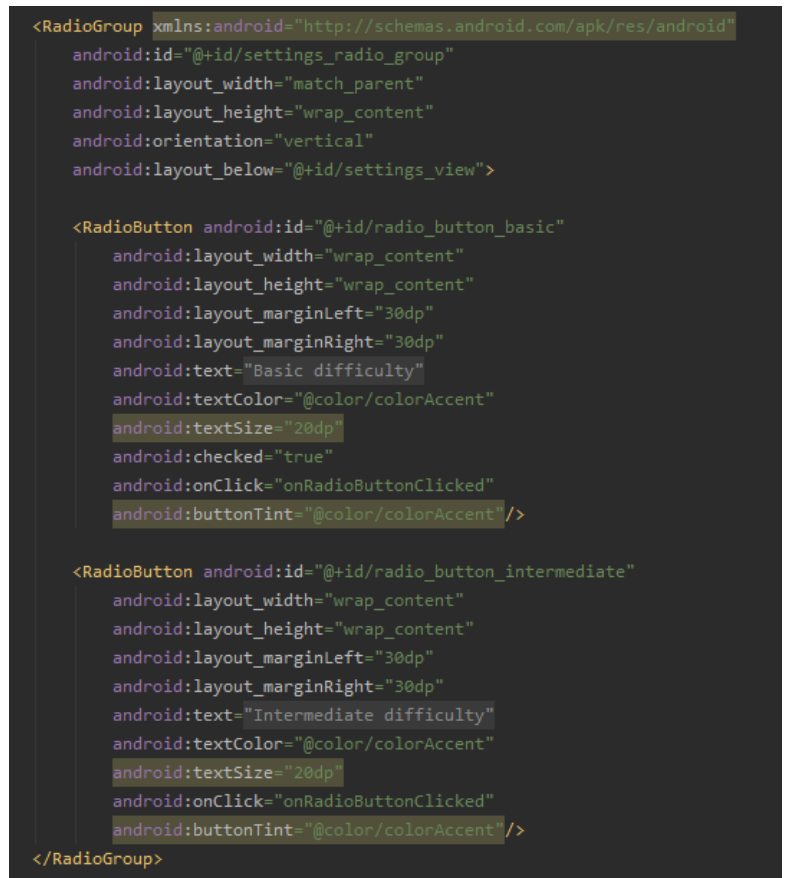 <RadioGroup xmlns:android="http://schemas.android.com/apk/res/android"
    android:id="@+id/settings_radio_group"
    android:layout_width="match_parent"
    android:layout_height="wrap_content"
    android:orientation="vertical"
    android:layout_below="@+id/settings_view">

    <RadioButton android:id="@+id/radio_button_basic"
        android:layout_width="wrap_content"
        android:layout_height="wrap_content"
        android:layout_marginLeft="30dp"
        android:layout_marginRight="30dp"
        android:text="Basic difficulty"
        android:textColor="@color/colorAccent"
        android:textSize="20dp"
        android:checked="true"
        android:onClick="onRadioButtonClicked"
        android:buttonTint="@color/colorAccent"/>

    <RadioButton android:id="@+id/radio_button_intermediate"
        android:layout_width="wrap_content"
        android:layout_height="wrap_content"
        android:layout_marginLeft="30dp"
        android:layout_marginRight="30dp"
        android:text="Intermediate difficulty"
        android:textColor="@color/colorAccent"
        android:textSize="20dp"
        android:onClick="onRadioButtonClicked"
        android:buttonTint="@color/colorAccent"/>
</RadioGroup>